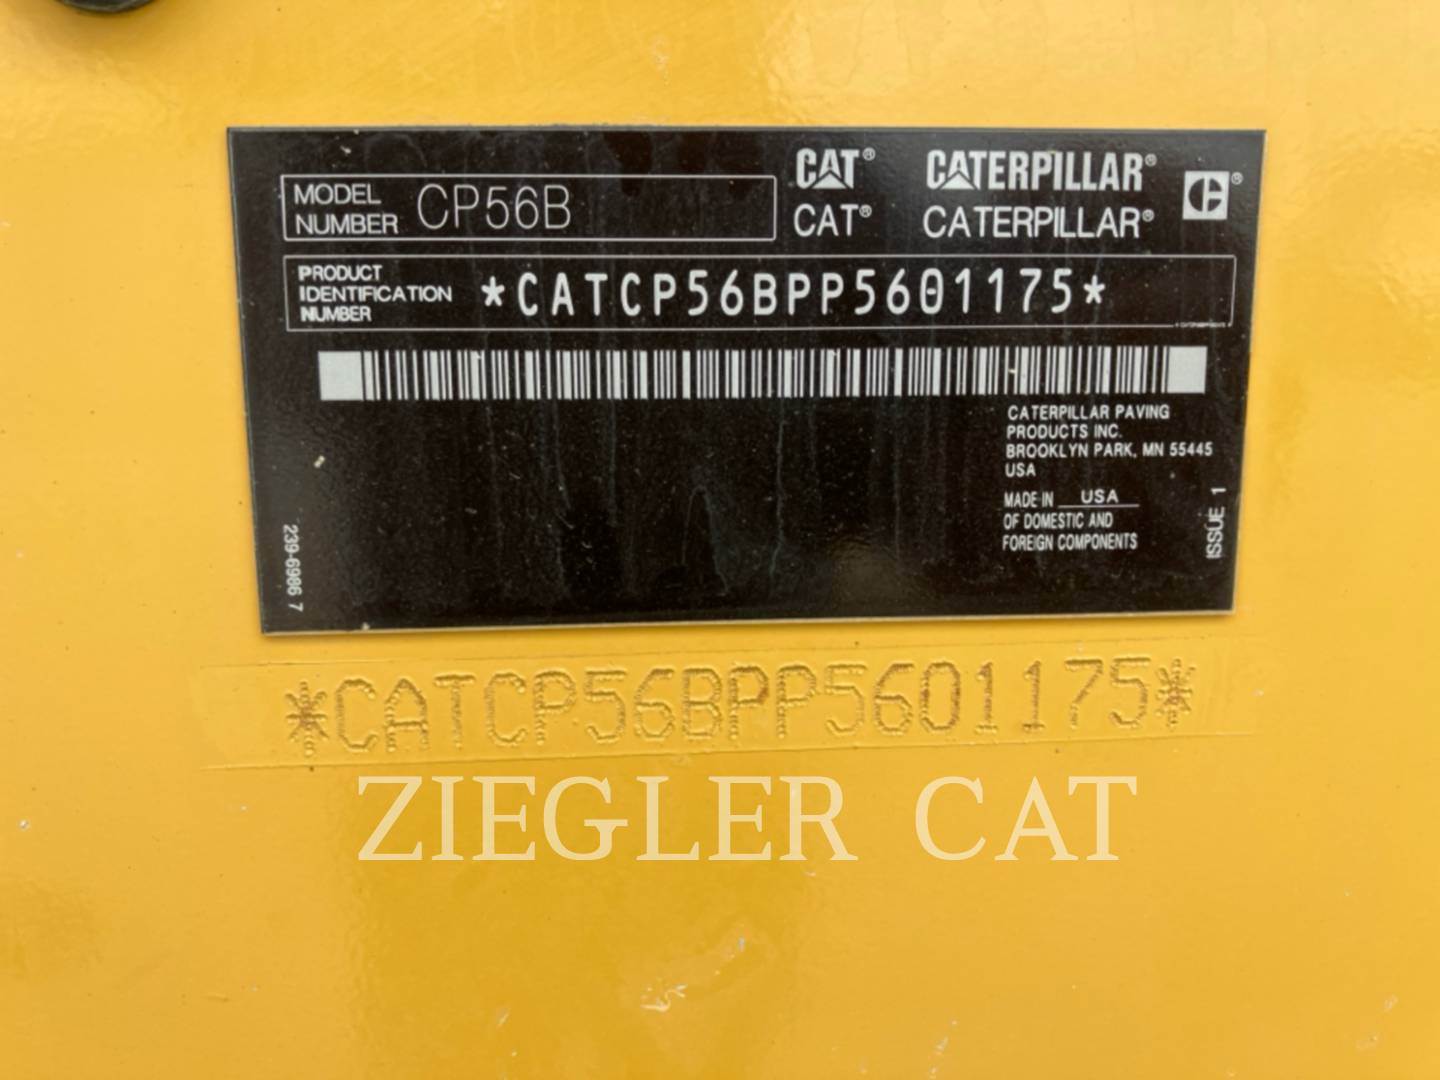 MODEL
NUMBER CP56B
CAT® CATERPILLAR®
CAT® CATERPILLAR®
PRODUCT
IDENTIFICATION
NUMBER
*CATCP56BPP5601175*
CATERPILLAR PAVING
PRODUCTS INC.
BROOKLYN PARK, MN 55445
USA
MADE IN USA
OF DOMESTIC AND
FOREIGN COMPONENTS
ISSUE 1
239-6986 7
*CATCP56BPP5601175*
ZIEGLER CAT